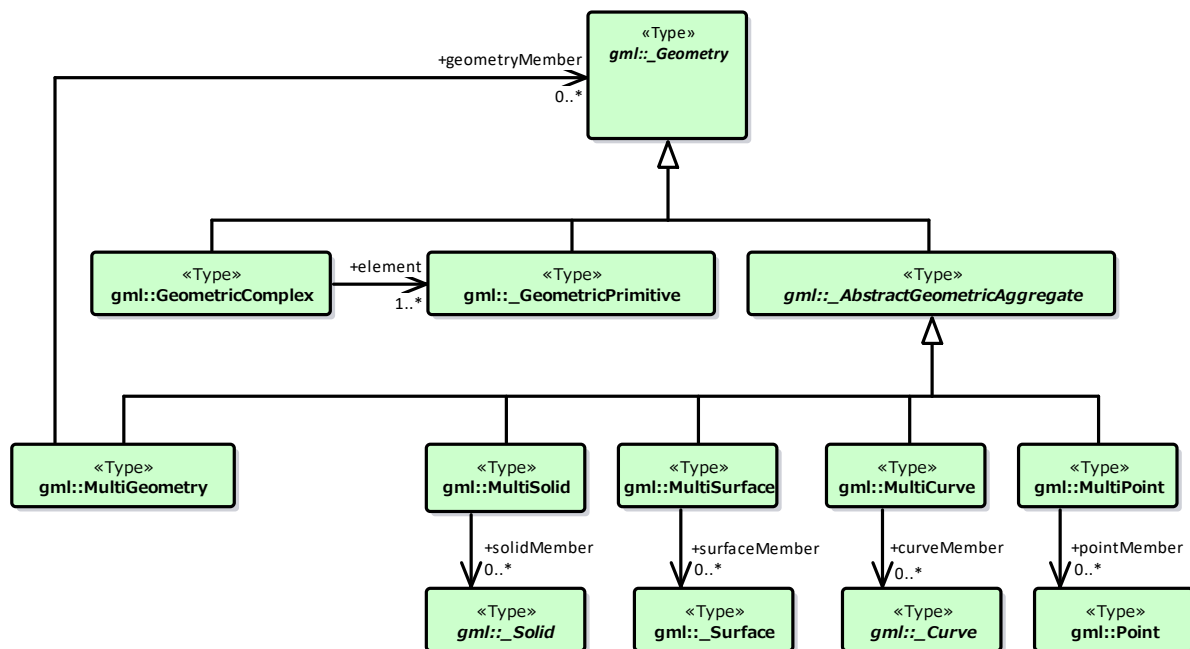 «Type»
gml::_Geometry
+geometryMember
0..*
«Type»
gml::GeometricComplex
+element
1..*
«Type»
gml::_GeometricPrimitive
«Type»
gml::_AbstractGeometricAggregate
«Type»
gml::MultiGeometry
«Type»
gml::MultiSolid
«Type»
gml::MultiSurface
«Type»
gml::MultiCurve
«Type»
gml::MultiPoint
+solidMember
0..*
+surfaceMember
0..*
+curveMember
0..*
+pointMember
0..*
«Type»
gml::_Solid
«Type»
gml::_Surface
«Type»
gml::_Curve
«Type»
gml::Point